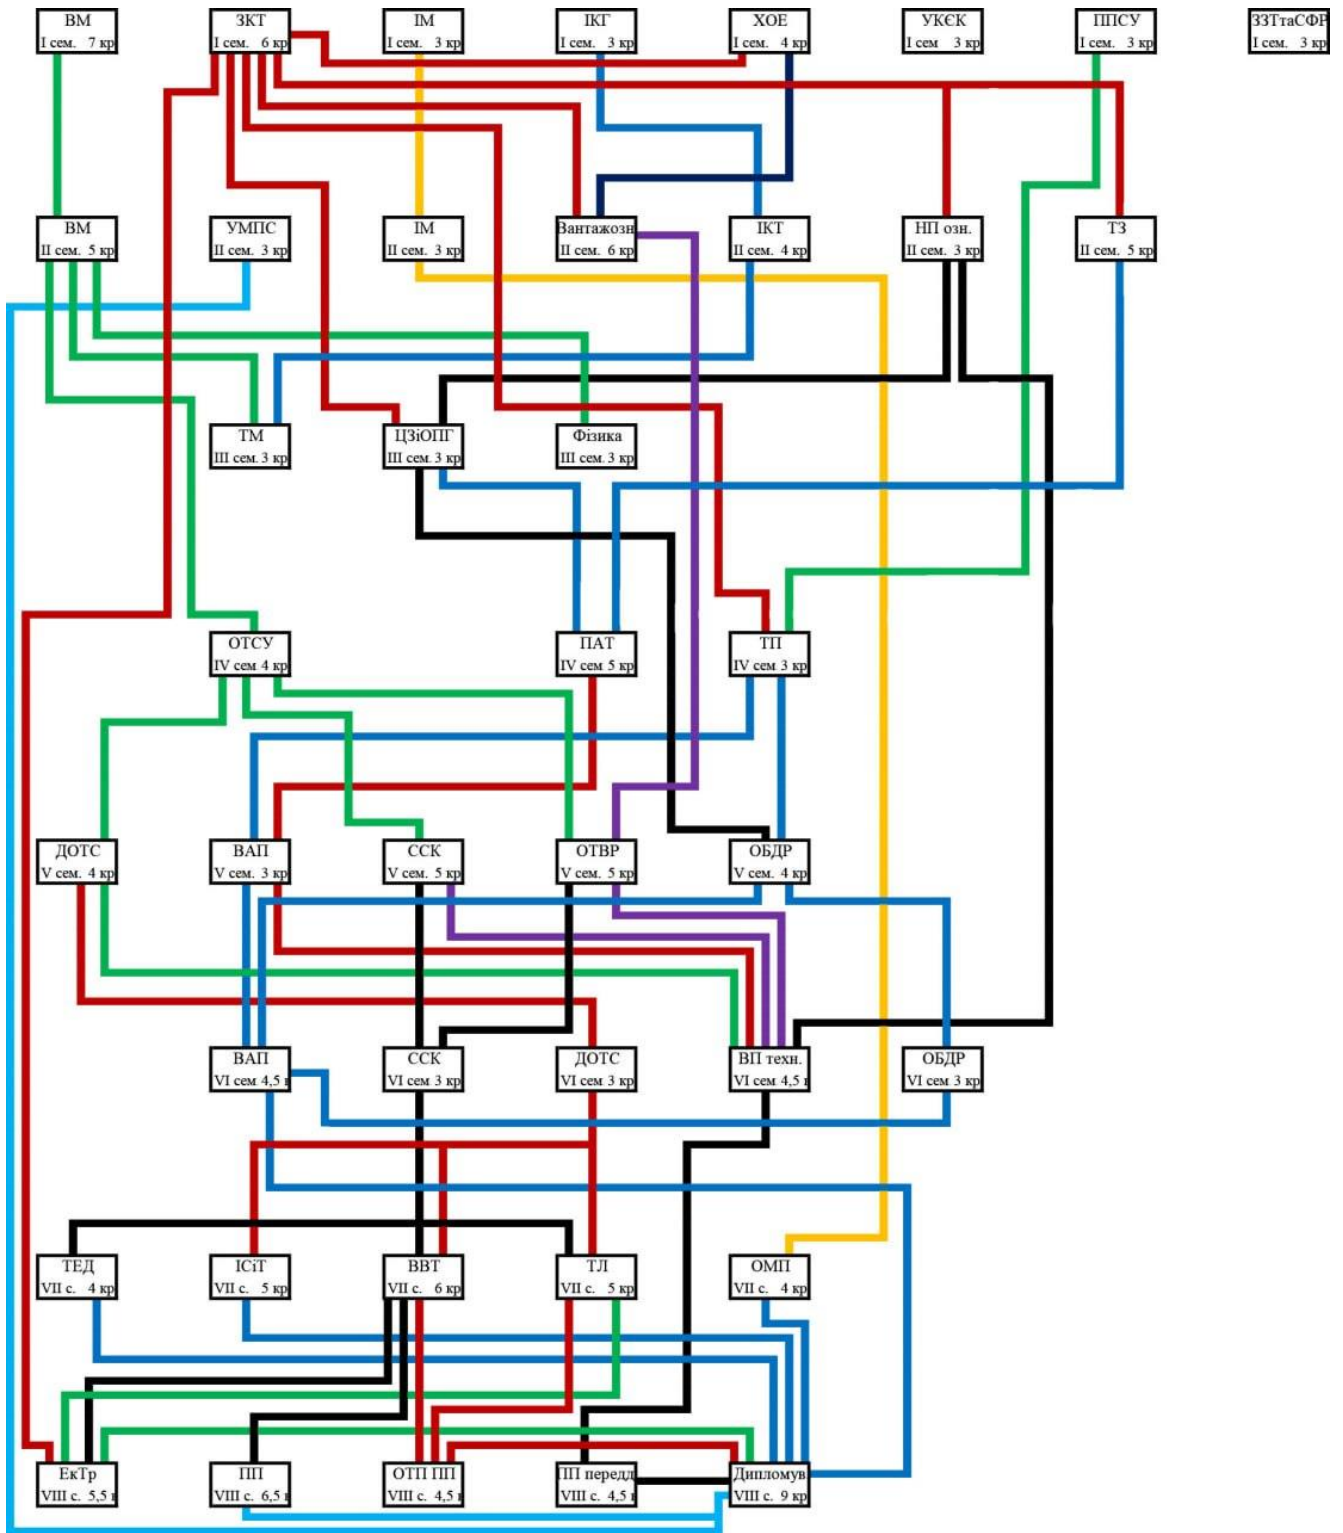 ВМ
І сем. 7 кр
ЗКТ
І сем. 6 кр
ІМ
І сем. 3 кр
ІКГ
І сем. 3 кр
ХОЕ
І сем. 4 кр
УКЄК
І сем 3 кр
ППСУ
І сем. 3 кр
ЗЗТтаСФР
І сем. 3 кр
ВМ
ІІ сем. 5 кр
УМПС
ІІ сем. 3 кр
ІМ
ІІ сем. 3 кр
Вантажозн
ІІ сем. 6 кр
ІКТ
ІІ сем. 4 кр
НП озн.
ІІ сем. 3 кр
ТЗ
ІІ сем. 5 кр
ТМ
ІІІ сем. 3 кр
ЦЗіОПГ
ІІІ сем. 3 кр
Фізика
ІІІ сем. 3 кр
ОТСУ
IV сем 4 кр
ПАТ
IV сем 5 кр
ТП
IV сем 3 кр
ДОТС
V сем. 4 кр
ВАП
V сем. 3 кр
ССК
V сем. 5 кр
ОТВР
V сем. 5 кр
ОБДР
V сем. 4 кр
ВАП
VI сем 4,5
ССК
VI сем 3 кр
ДОТС
VI сем 3 кр
ВП техн.
VI сем 4,5
ОБДР
VI сем 3 кр
ТЕД
VII с. 4 кр
ІСіТ
VII с. 5 кр
ВВТ
VII с. 6 кр
ТЛ
VII с. 5 кр
ОМП
VII с. 4 кр
ЕкТр
VIII с. 5,5
ПП
VIII с. 6,5
ОТП ПП
VIII с. 4,5
ПП передд
VIII с. 4,5
Дипломув
VIII с. 9 кр